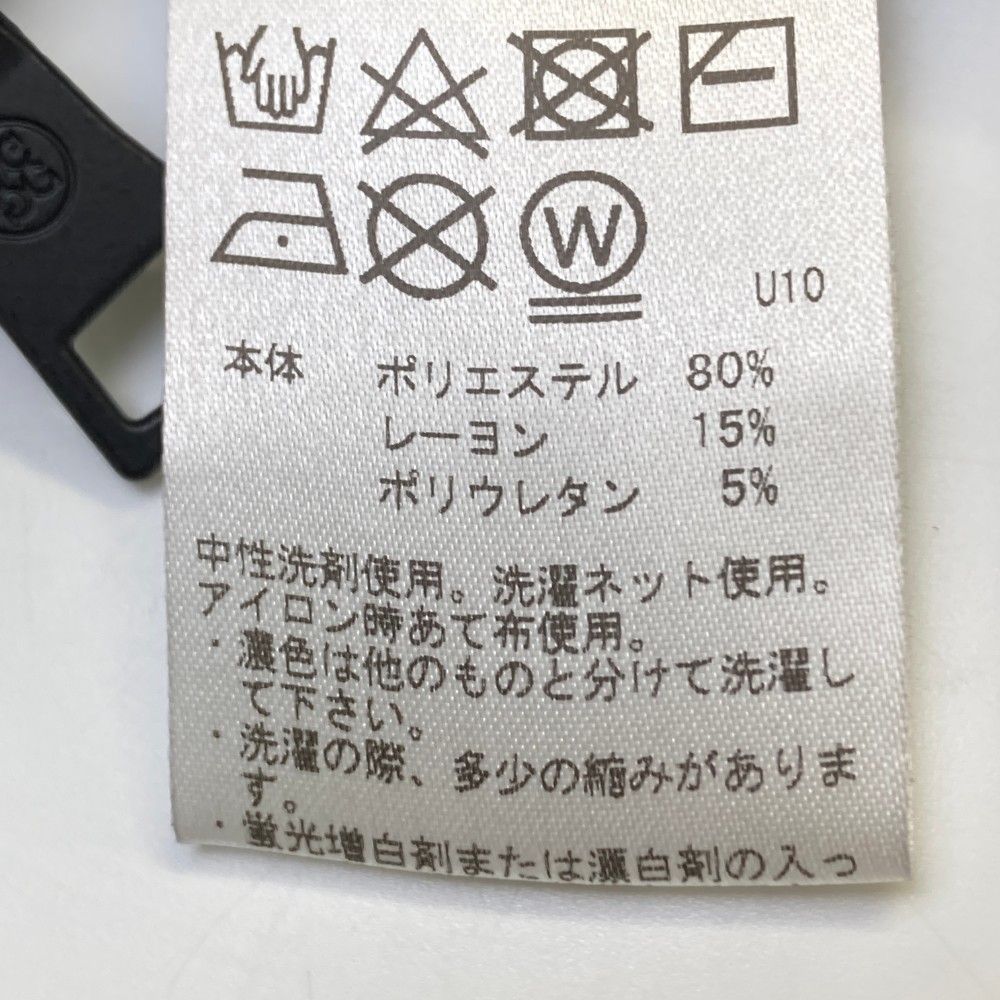 W
U10
本体 ポリエステル 80%
レーヨン 15%
ポリウレタン 5%
中性洗剤使用。洗濯ネット使用。
アイロン時あて布使用。
・濃色は他のものと分けて洗濯し
て下さい。
・洗濯の際、多少の縮みがありま
す。
・蛍光増白剤または漂白剤の入っ